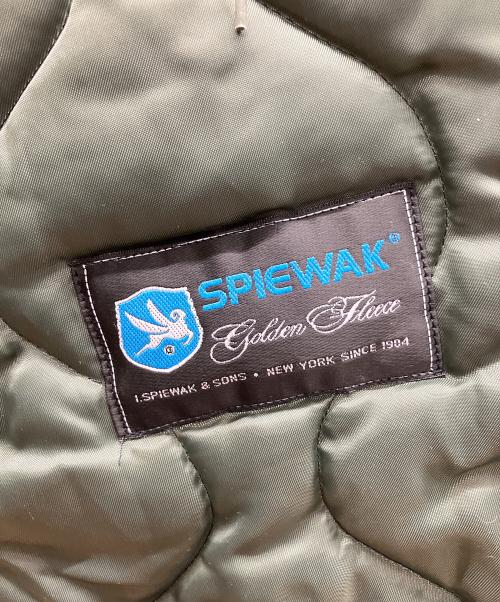 SPIEWAK®
Golden Fleece
I.SPIEWAK & SONS • NEW YORK SINCE 1904